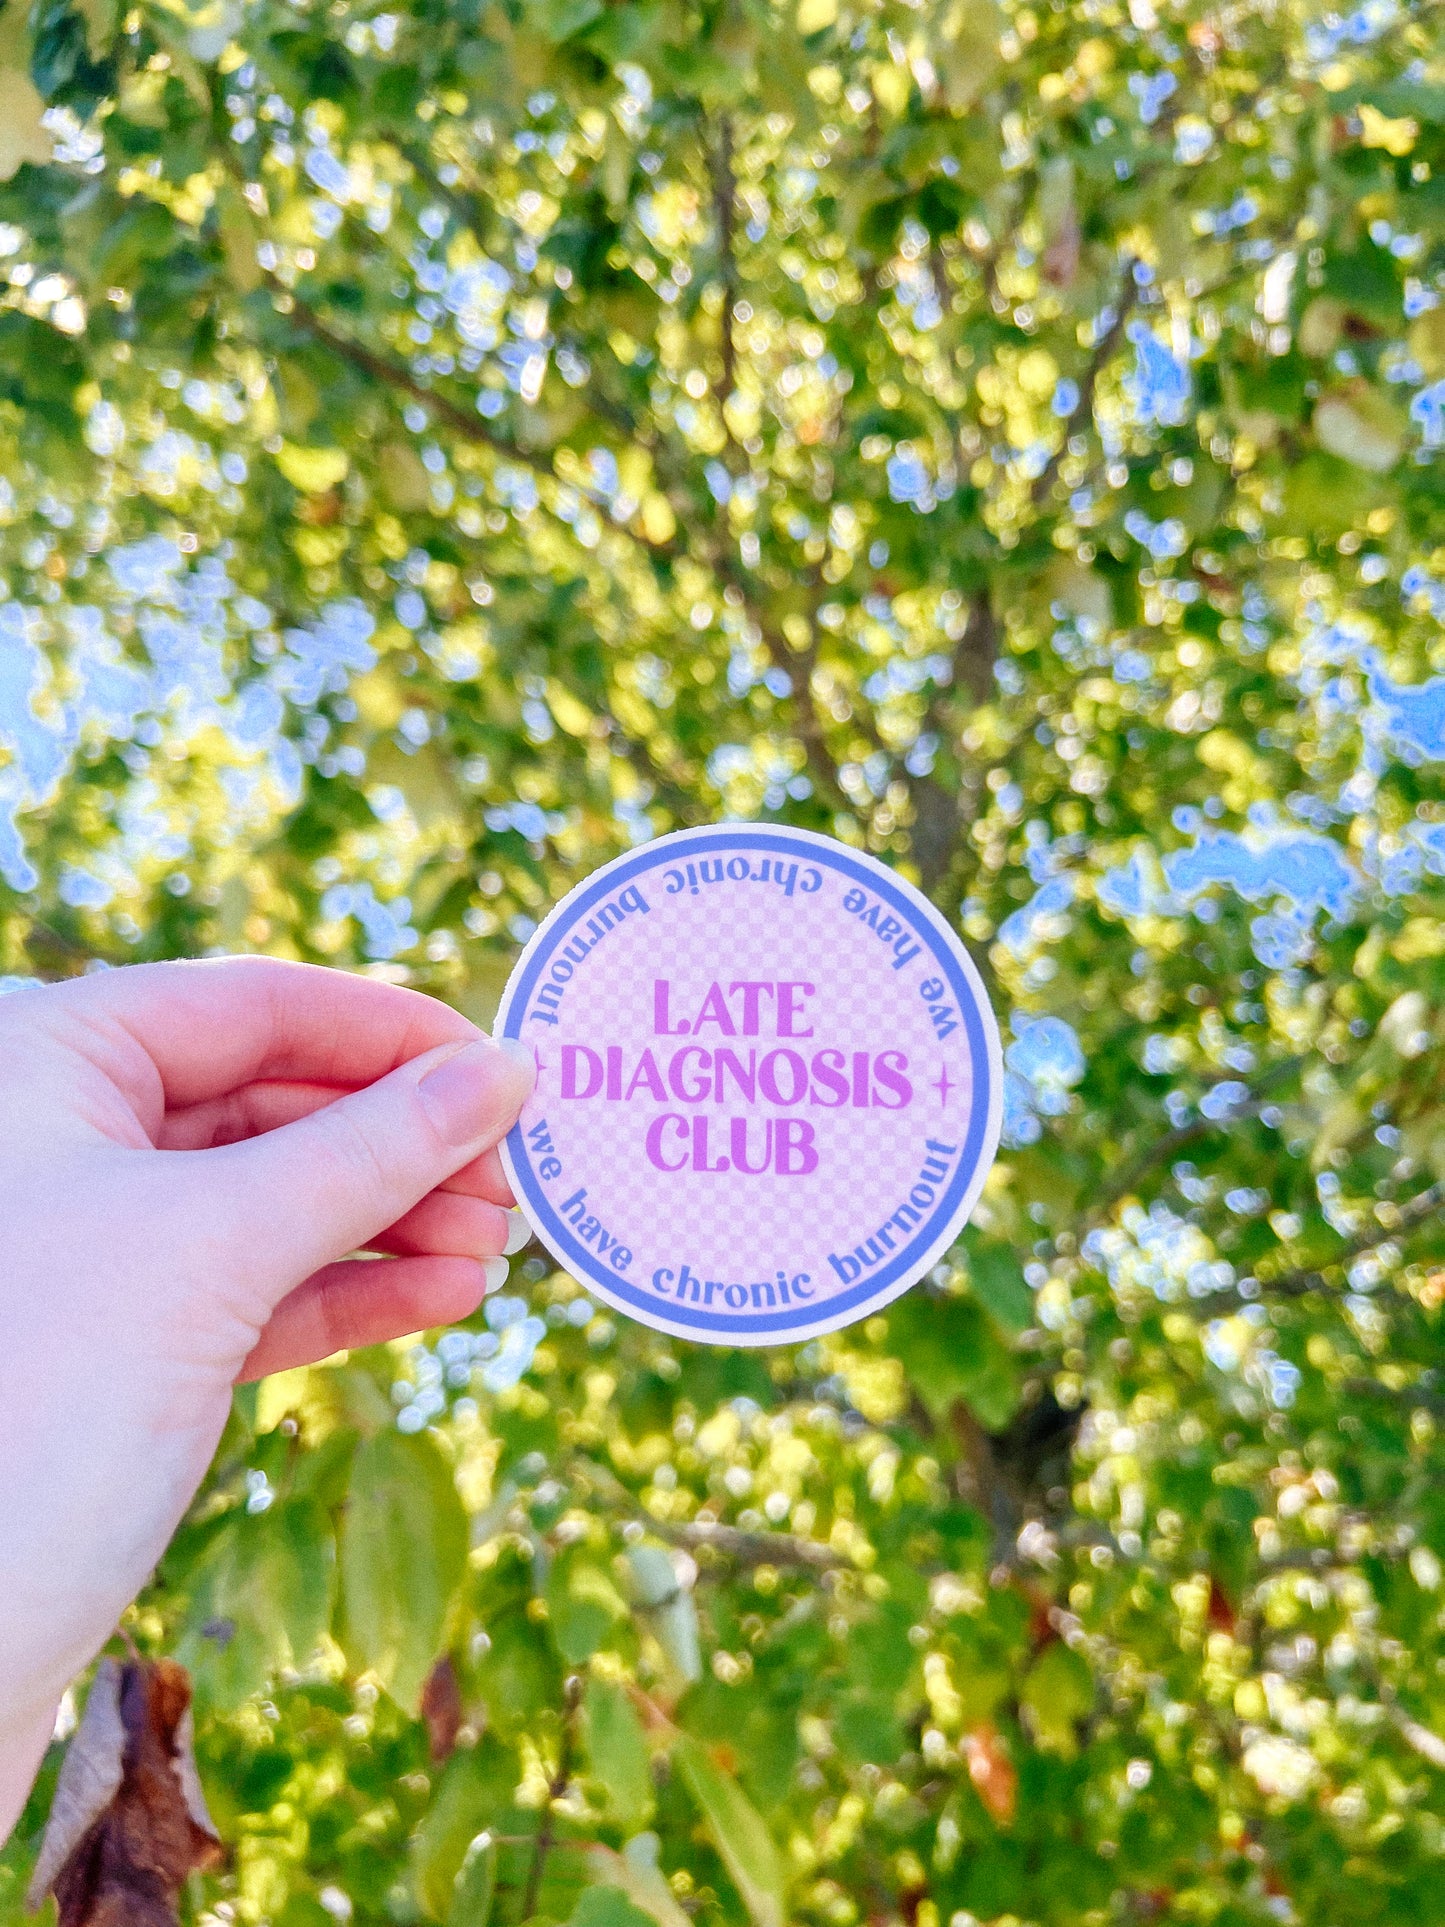 we have chronic burnout
LATE
DIAGNOSIS
CLUB
we have chronic burnout